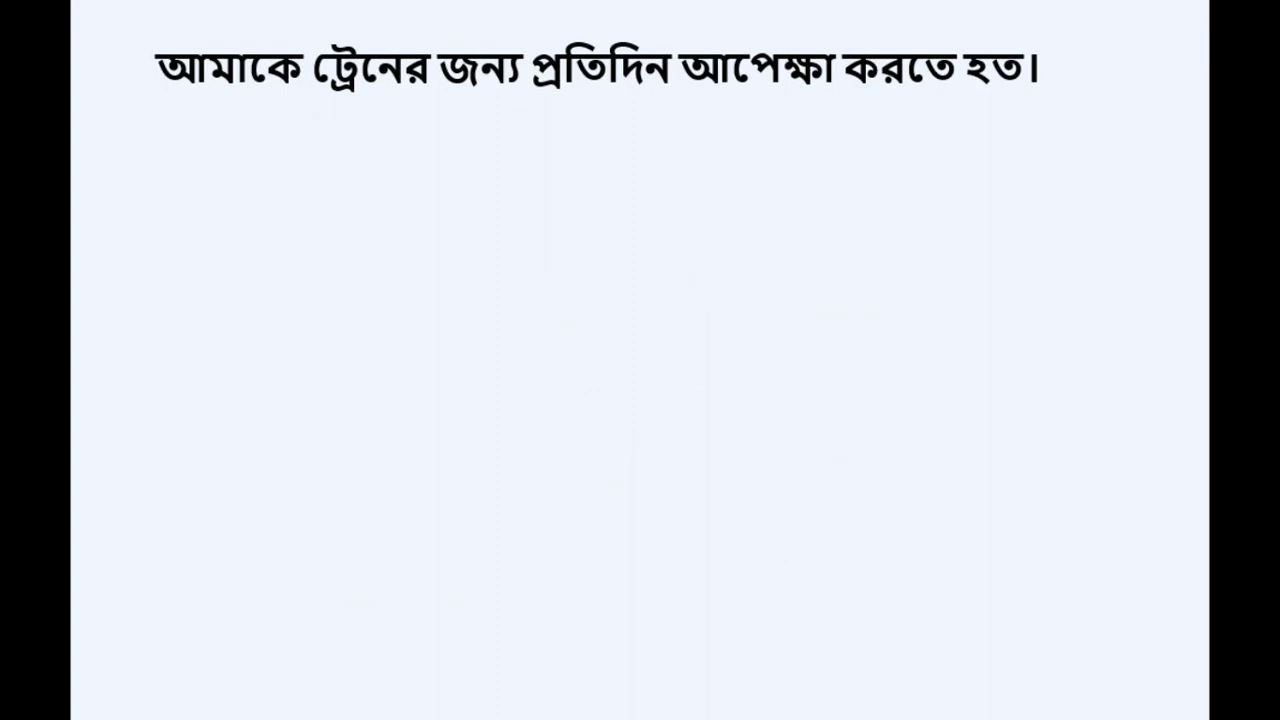 আমাকে ট্রেনের জন্য প্রতিদিন আপেক্ষা করতে হত।